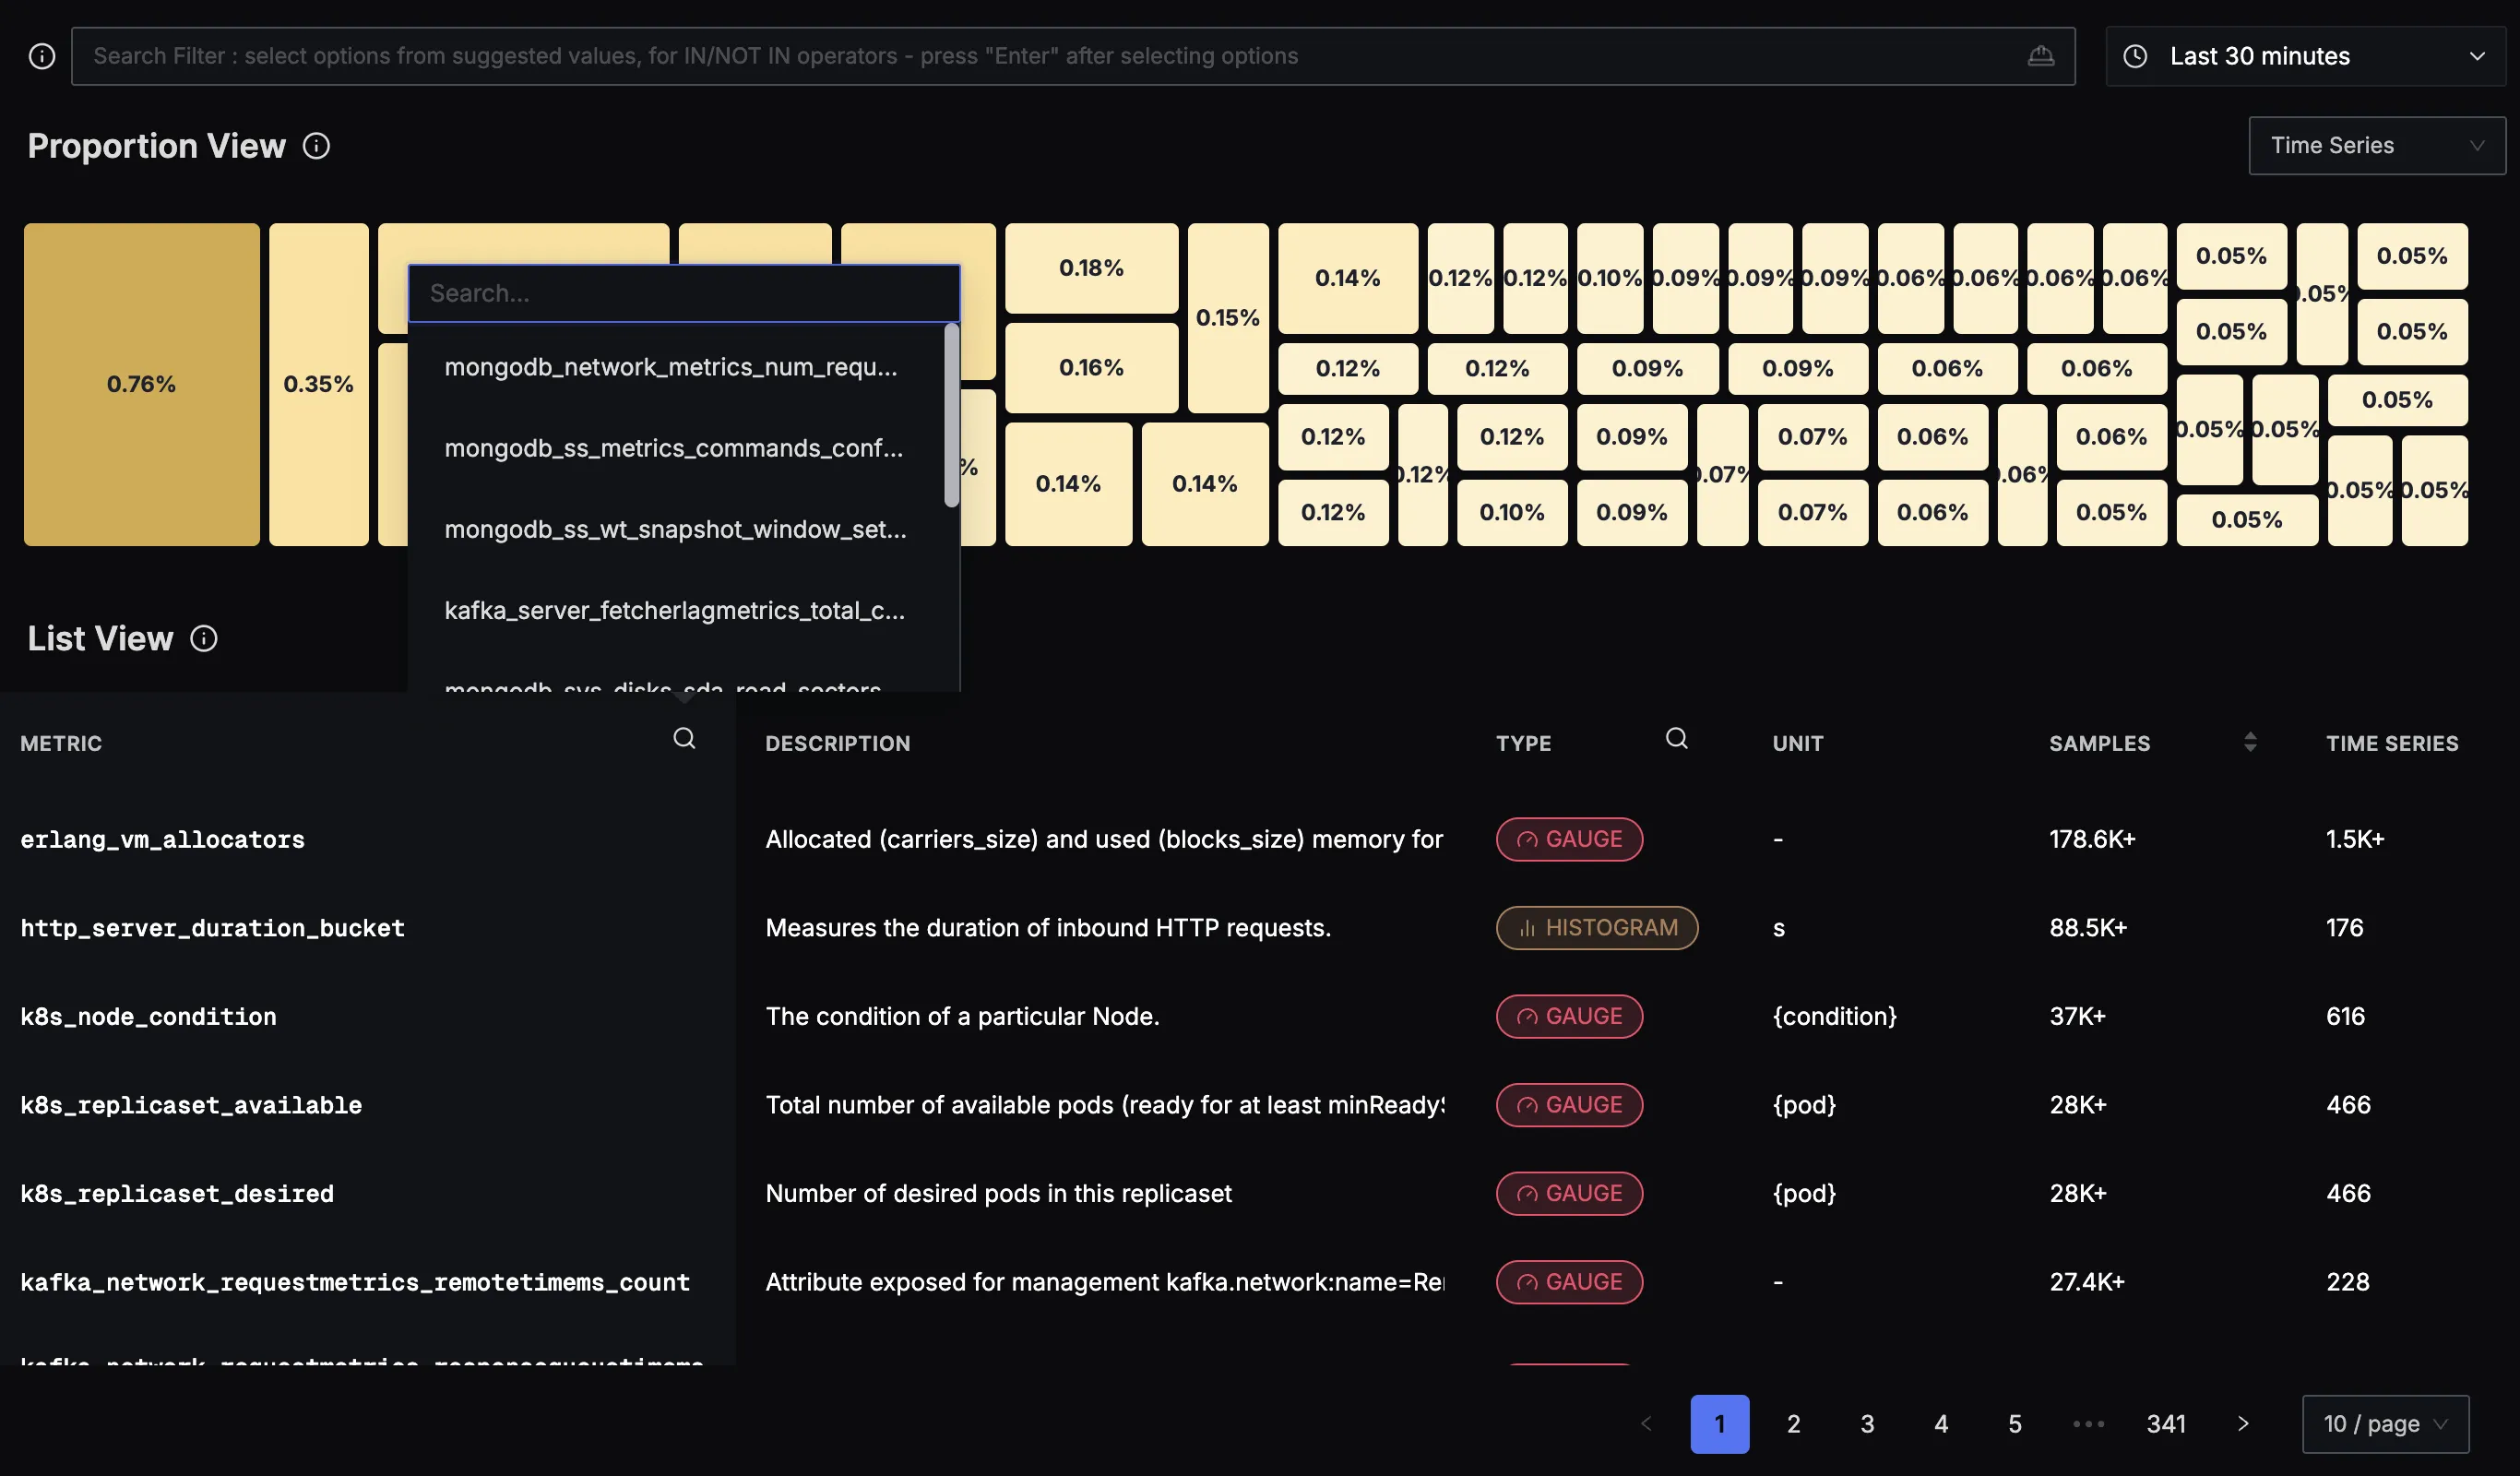 Search Filter : select options from suggested values, for IN/NOT IN operators - press "Enter" after selecting options
Last 30 minutes
Proportion View
Time Series
0.76%
0.35%
0.18%
0.16%
0.15%
0.14%
0.14%
0.14% 0.12% 0.12% 0.10% 0.09% 0.09% 0.09% 0.06% 0.06% 0.06% 0.06%
0.12% 0.12% 0.09% 0.09% 0.06% 0.06%
0.12% 0.12% 0.12% 0.09% 0.07% 0.07% 0.06% 0.06% 0.06%
0.12% 0.10% 0.09% 0.07% 0.06% 0.05%
0.05% 0.05% 0.05%
0.05% 0.05%
0.05% 0.05% 0.05%
0.05% 0.05% 0.05%
Search...
mongodb_network_metrics_num_requ...
mongodb_ss_metrics_commands_conf...
mongodb_ss_wt_snapshot_window_set...
kafka_server_fetcherlagmetrics_total_c...
mongodb_sys_disks_sda_read_sectors
List View
METRIC DESCRIPTION TYPE UNIT SAMPLES TIME SERIES
erlang_vm_allocators Allocated (carriers_size) and used (blocks_size) memory for GAUGE - 178.6K+ 1.5K+
http_server_duration_bucket Measures the duration of inbound HTTP requests. HISTOGRAM s 88.5K+ 176
k8s_node_condition The condition of a particular Node. GAUGE {condition} 37K+ 616
k8s_replicaset_available Total number of available pods (ready for at least minReadyS GAUGE {pod} 28K+ 466
k8s_replicaset_desired Number of desired pods in this replicaset GAUGE {pod} 28K+ 466
kafka_network_requestmetrics_remotetimems_count Attribute exposed for management kafka.network:name=Re GAUGE - 27.4K+ 228
kafka_network_requestmetrics_responsequeuetimems
1 2 3 4 5 ••• 341 10 / page